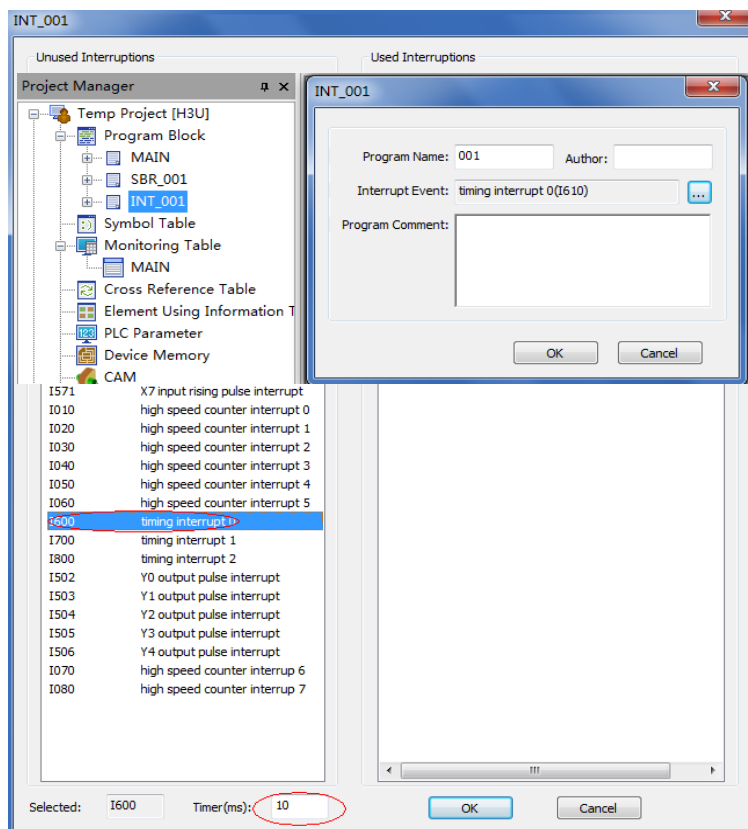 INT_001
Unused Interruptions
Used Interruptions
Project Manager
Temp Project [H3U]
Program Block
MAIN
SBR_001
INT_001
Symbol Table
Monitoring Table
MAIN
Cross Reference Table
Element Using Information T
PLC Parameter
Device Memory
CAM
INT_001
Program Name: 001 Author:
Interrupt Event: timing interrupt 0(I610) ...
Program Comment:
OK Cancel
I571 X7 input rising pulse interrupt
I010 high speed counter interrupt 0
I020 high speed counter interrupt 1
I030 high speed counter interrupt 2
I040 high speed counter interrupt 3
I050 high speed counter interrupt 4
I060 high speed counter interrupt 5
I600 timing interrupt 0
I700 timing interrupt 1
I800 timing interrupt 2
I502 Y0 output pulse interrupt
I503 Y1 output pulse interrupt
I504 Y2 output pulse interrupt
I505 Y3 output pulse interrupt
I506 Y4 output pulse interrupt
I070 high speed counter interrup 6
I080 high speed counter interrup 7
Selected: I600 Timer(ms): 10 OK Cancel